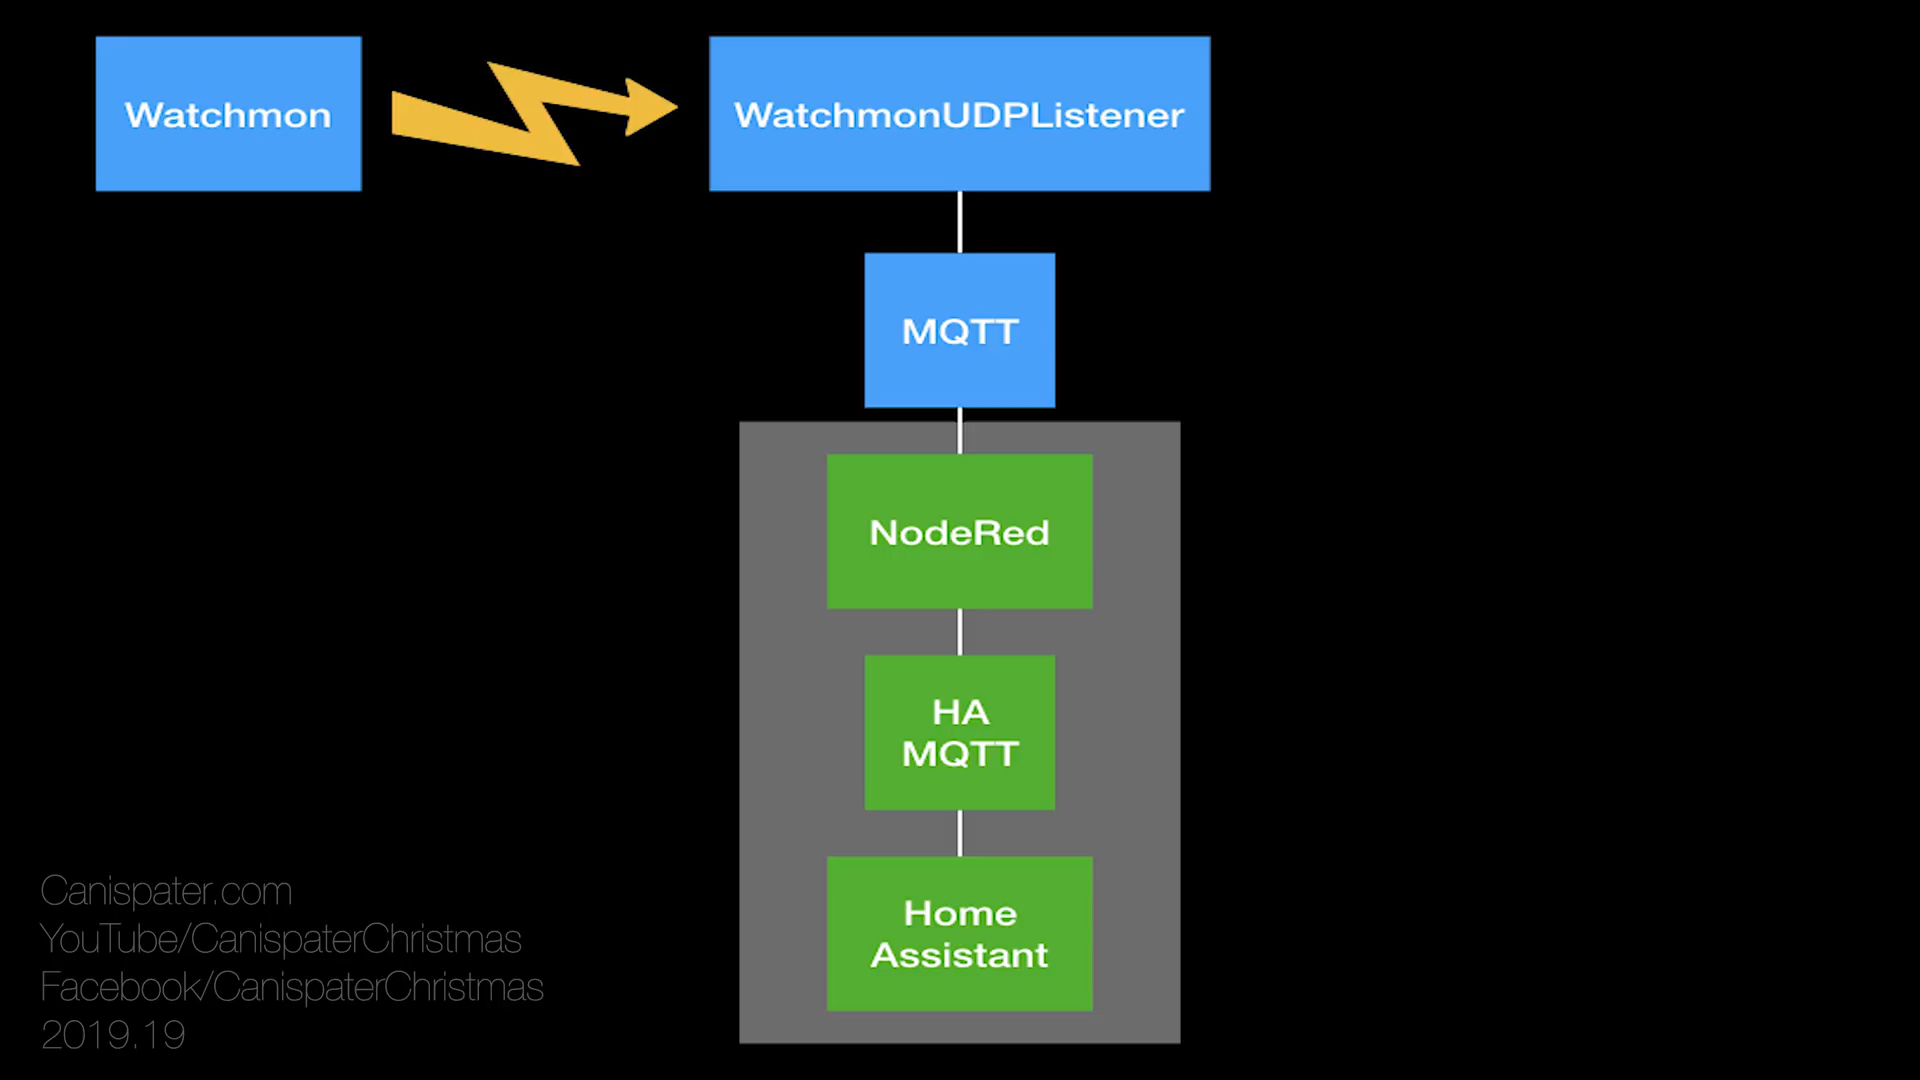 Watchmon
WatchmonUDPListener
MQTT
NodeRed
HA
MQTT
Home
Assistant
Canispater.com
YouTube/CanispaterChristmas
Facebook/CanispaterChristmas
2019.19